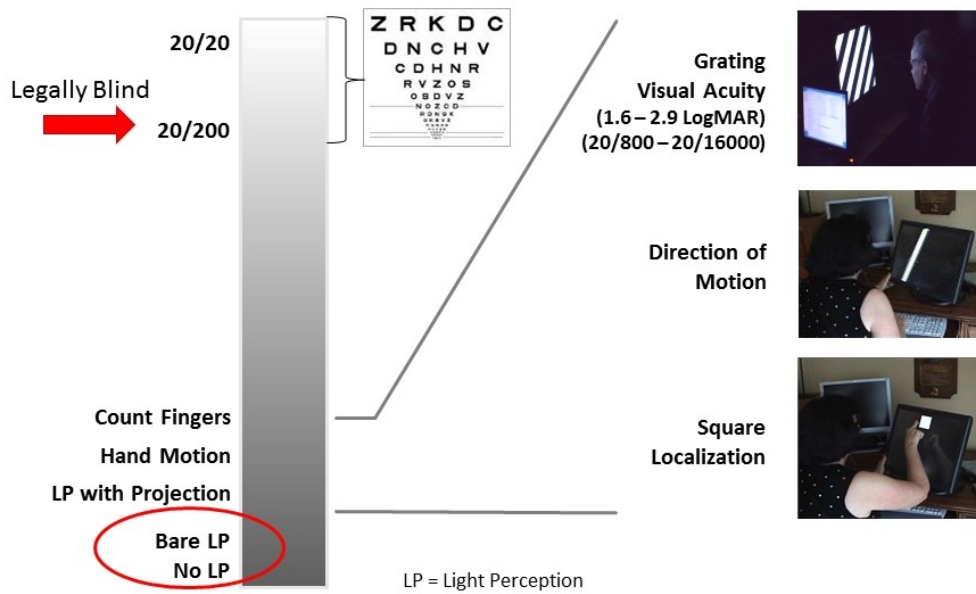 20/20
Legally Blind
20/200
Z R K D C
D N C H V
C D H N R
R V Z O S
O S D V Z
N O Z C D
R D N S K
Grating
Visual Acuity
(1.6 – 2.9 LogMAR)
(20/800 – 20/16000)
Direction of
Motion
Count Fingers
Hand Motion
LP with Projection
Square
Localization
Bare LP
No LP
LP = Light Perception